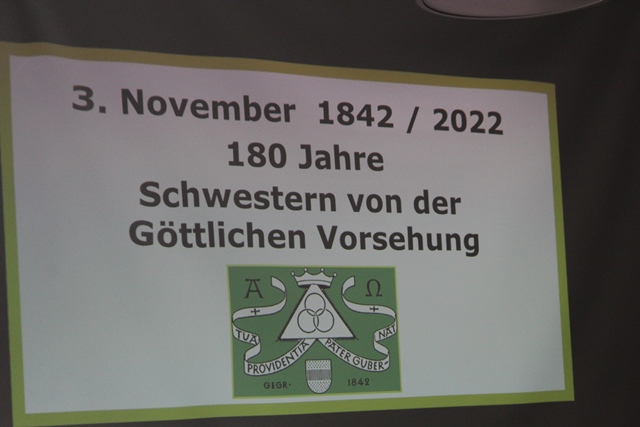 3. November 1842 / 2022
180 Jahre
Schwestern von der
Göttlichen Vorsehung
A Ω
TUA PROVIDENTIA PATER GUBERNAT
GEGR. 1842